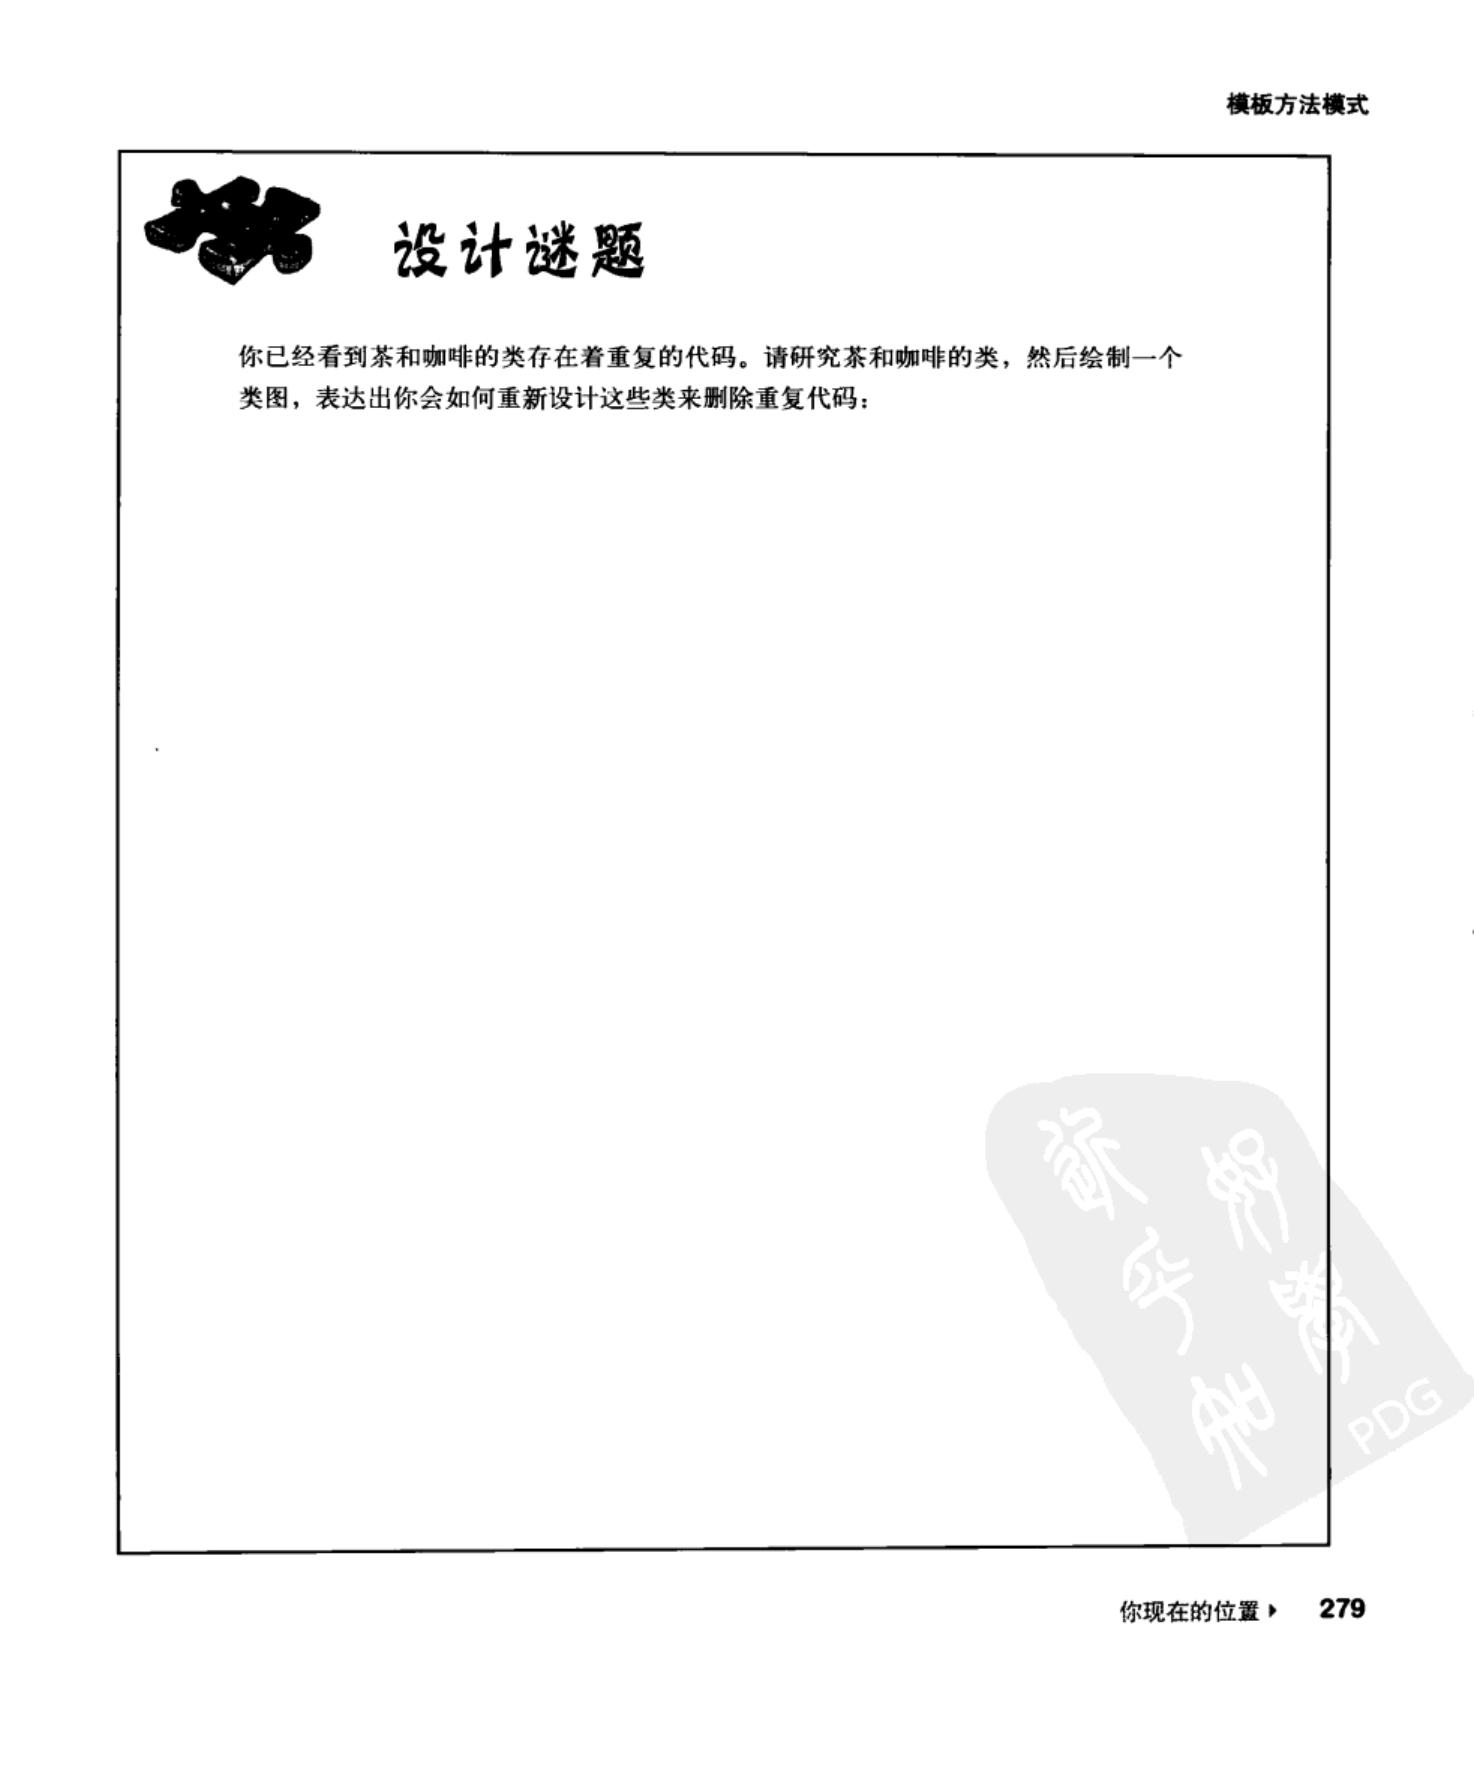 模板方法模式
设计谜题
你已经看到茶和咖啡的类存在着重复的代码。请研究茶和咖啡的类，然后绘制一个
类图，表达出你会如何重新设计这些类来删除重复代码：
PDG
你现在的位置 279